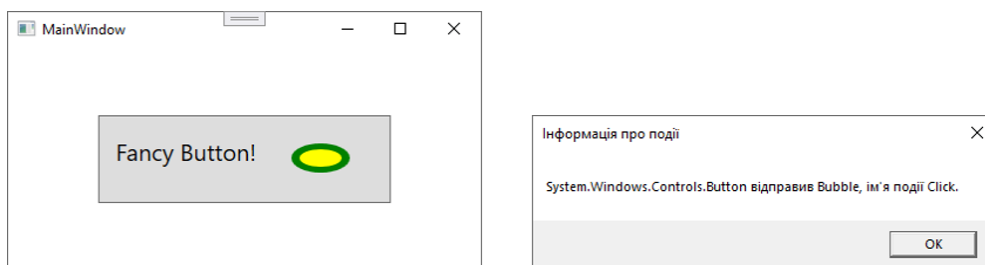 MainWindow
Fancy Button!
Інформація про події
System.Windows.Controls.Button відправив Bubble, ім'я події Click.
OK